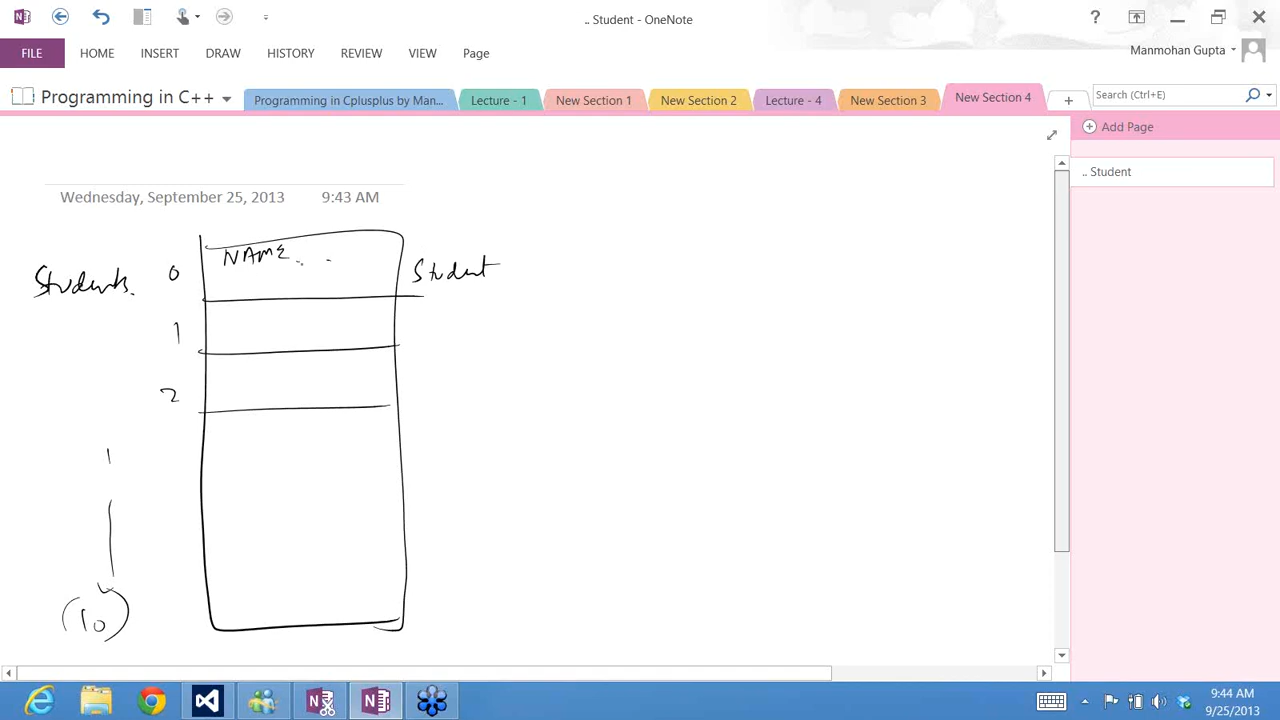 .. Student - OneNote
?
Manmohan Gupta
FILE HOME INSERT DRAW HISTORY REVIEW VIEW Page
Programming in C++
Programming in Cplusplus by Man...
Lecture - 1
New Section 1
New Section 2
Lecture - 4
New Section 3
New Section 4
+
Search (Ctrl+E)
Add Page
.. Student
Wednesday, September 25, 2013 9:43 AM
NAME . .
Students. 0 Student
1
2
(10)
9:44 AM
9/25/2013